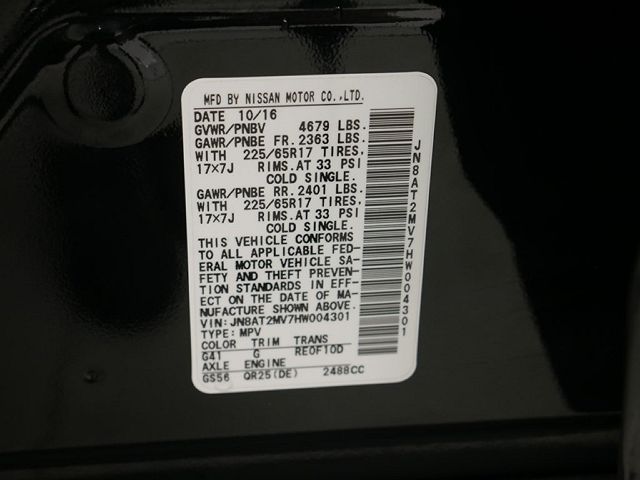 MFD BY NISSAN MOTOR CO.,LTD.
DATE 10/16
GVWR/PNBV 4679 LBS.
GAWR/PNBE FR. 2363 LBS.
WITH 225/65R17 TIRES,
17×7J RIMS.AT 33 PSI
COLD SINGLE.
GAWR/PNBE RR. 2401 LBS.
WITH 225/65R17 TIRES,
17×7J RIMS.AT 33 PSI
COLD SINGLE.
THIS VEHICLE CONFORMS
TO ALL APPLICABLE FED-
ERAL MOTOR VEHICLE SA-
FETY AND THEFT PREVEN-
TION STANDARDS IN EFF-
ECT ON THE DATE OF MA-
NUFACTURE SHOWN ABOVE.
VIN: JN8AT2MV7HW004301
TYPE: MPV
COLOR TRIM TRANS
G41 G RE0F10D
AXLE ENGINE
GS56 QR25(DE) 2488CC
JN8AT2MV7HW004301